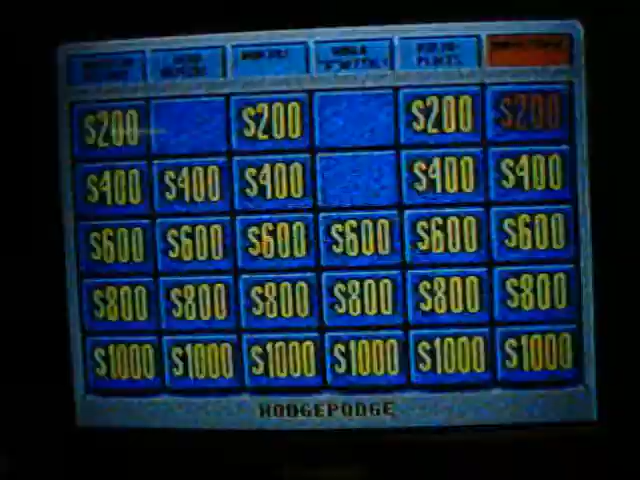 PLACES
$200 $200 $200 $200
$400 $400 $400 $400 $400
$600 $600 $600 $600 $600 $600
$800 $800 $800 $800 $800 $800
$1000 $1000 $1000 $1000 $1000 $1000
HODGEPODGE